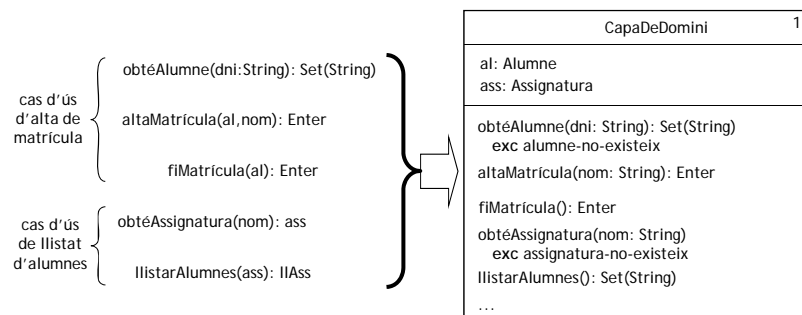 cas d'ús
d'alta de
matrícula
obtéAlumne(dni:String): Set(String)
altaMatrícula(al,nom): Enter
fiMatrícula(al): Enter
cas d'ús
de llistat
d'alumnes
obtéAssignatura(nom): ass
llistarAlumnes(ass): llAss
CapaDeDomini 1
al: Alumne
ass: Assignatura
obtéAlumne(dni: String): Set(String)
exc alumne-no-existeix
altaMatrícula(nom: String): Enter
fiMatrícula(): Enter
obtéAssignatura(nom: String)
exc assignatura-no-existeix
llistarAlumnes(): Set(String)
...